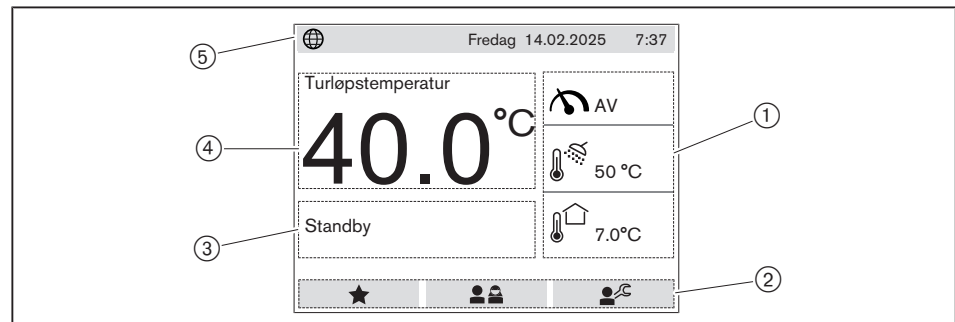 Fredag 14.02.2025 7:37
Turløpstemperatur
40.0°C
Standby
AV
50 °C
7.0°C
1
2
3
4
5